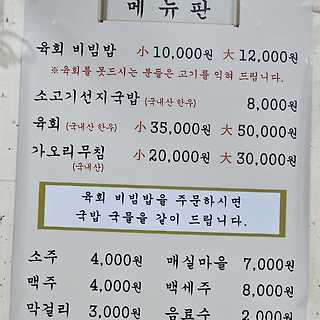 메뉴판
육회 비빔밥 小 10,000원 大 12,000원
※육회를 못드시는 분들은 고기를 익혀 드립니다.
소고기선지국밥 (국내산 한우) 8,000원
육회 (국내산 한우) 小 35,000원 大 50,000원
가오리무침 小 20,000원 大 30,000원
(국내산)
육회 비빔밥을 주문하시면
국밥 국물을 같이 드립니다.
소주 4,000원 매실마을 7,000원
맥주 4,000원 백세주 8,000원
막걸리 3,000원 음료수 2,000원